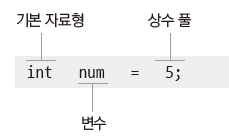 기본 자료형 상수 풀
int num = 5;
변수